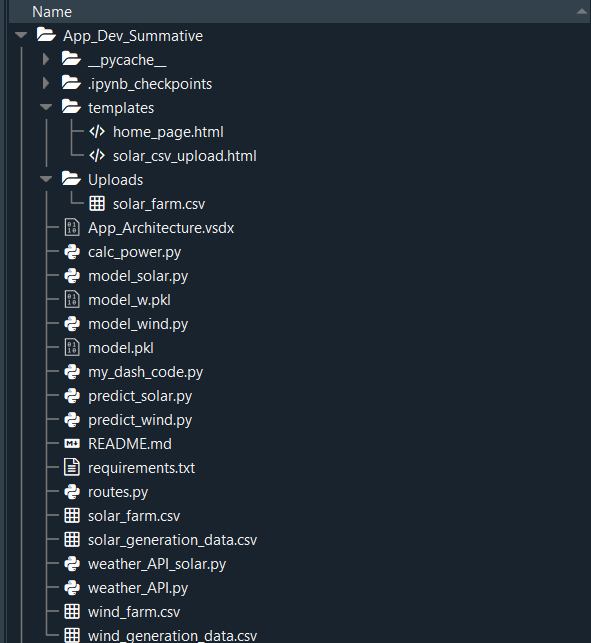 Name
App_Dev_Summative
__pycache__
.ipynb_checkpoints
templates
home_page.html
solar_csv_upload.html
Uploads
solar_farm.csv
App_Architecture.vsdx
calc_power.py
model_solar.py
model_w.pkl
model_wind.py
model.pkl
my_dash_code.py
predict_solar.py
predict_wind.py
README.md
requirements.txt
routes.py
solar_farm.csv
solar_generation_data.csv
weather_API_solar.py
weather_API.py
wind_farm.csv
wind_generation_data.csv